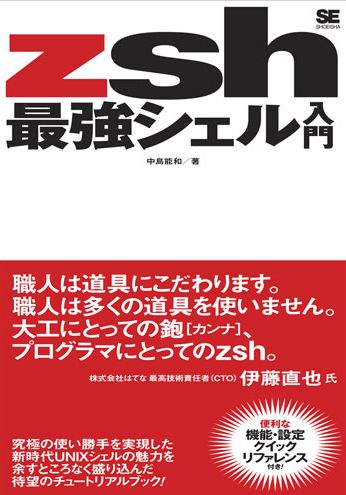 SE
SHOEISHA
zsh
最強シェル入門
中島能和／著
職人は道具にこだわります。
職人は多くの道具を使いません。
大工にとっての鉋［カンナ］、
プログラマにとってのzsh。
株式会社はてな 最高技術責任者（CTO） 伊藤直也 氏
究極の使い勝手を実現した
新時代UNIXシェルの魅力を
余すところなく盛り込んだ
待望のチュートリアルブック！
便利な
機能・設定
クイック
リファレンス
付き！